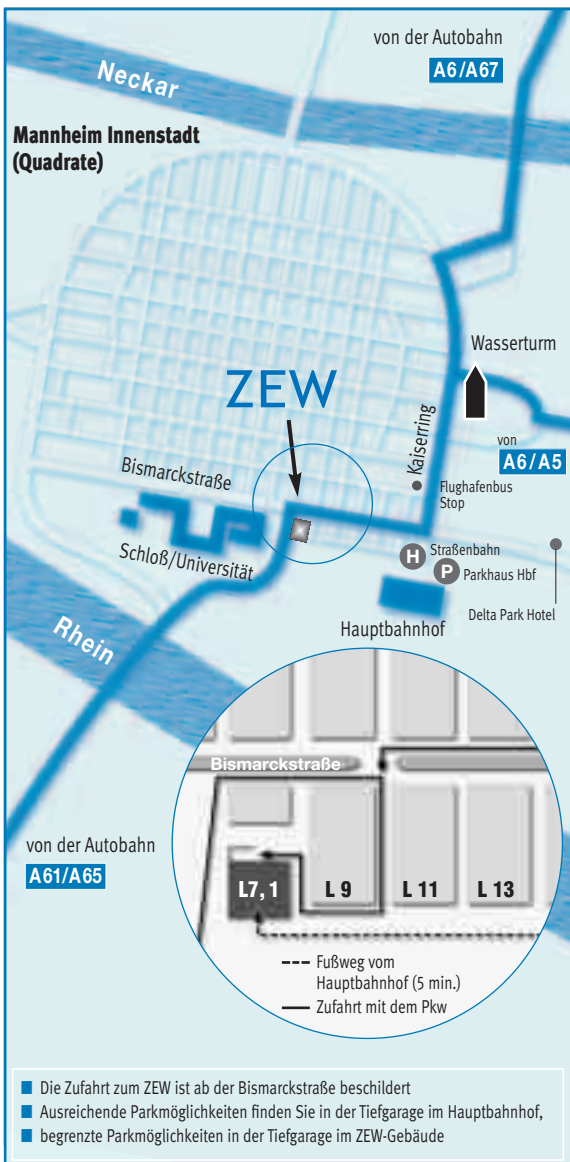 von der Autobahn
A6/A67
Neckar
Mannheim Innenstadt
(Quadrate)
Wasserturm
ZEW
Kaiserring
von
A6/A5
Bismarckstraße
Flughafenbus
Stop
Schloß/Universität
H
Straßenbahn
P
Parkhaus Hbf
Delta Park Hotel
Hauptbahnhof
Rhein
Bismarckstraße
von der Autobahn
A61/A65
L7, 1
L 9
L 11
L 13
Fußweg vom
Hauptbahnhof (5 min.)
Zufahrt mit dem Pkw
Die Zufahrt zum ZEW ist ab der Bismarckstraße beschildert
Ausreichende Parkmöglichkeiten finden Sie in der Tiefgarage im Hauptbahnhof,
begrenzte Parkmöglichkeiten in der Tiefgarage im ZEW-Gebäude